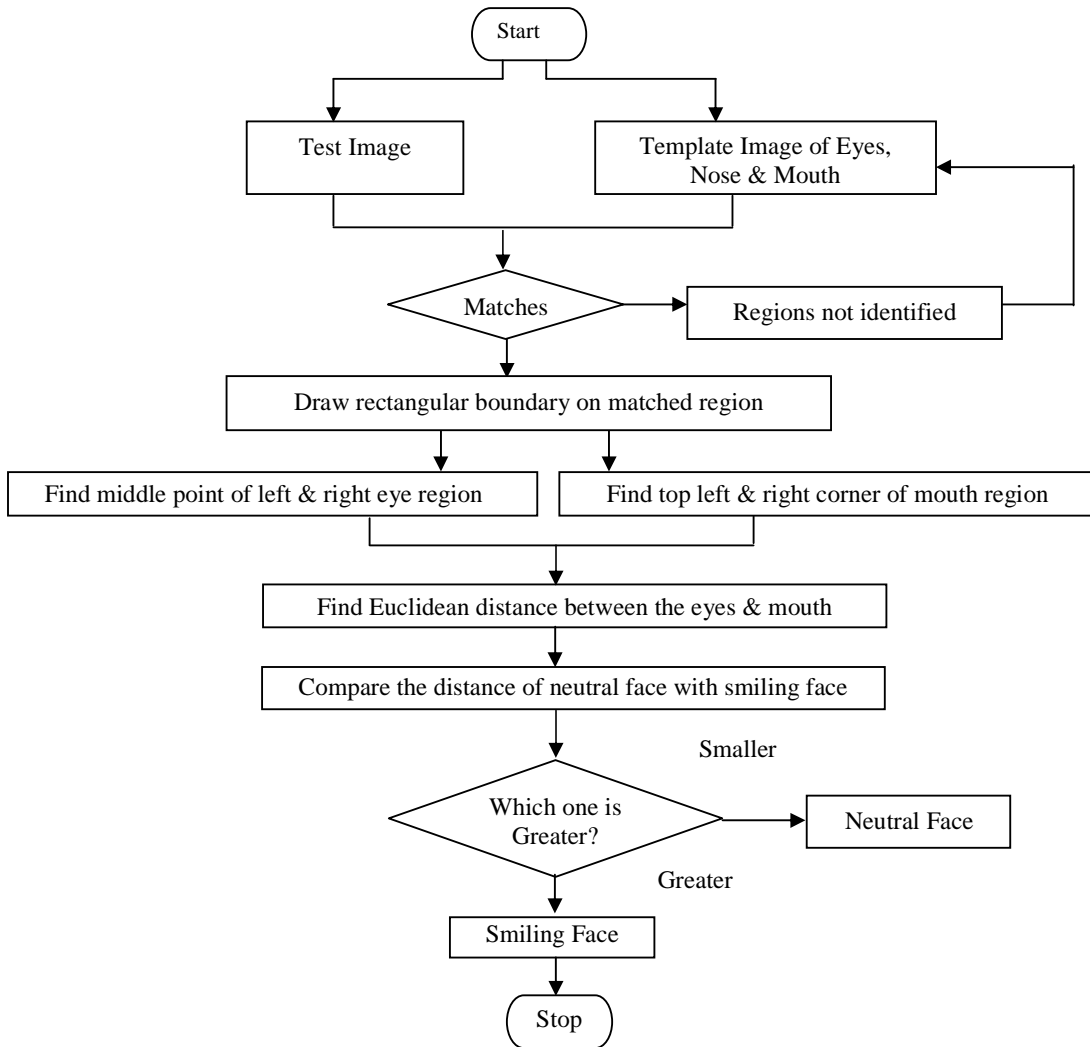 Start
Test Image
Template Image of Eyes,
Nose & Mouth
Matches
Regions not identified
Draw rectangular boundary on matched region
Find middle point of left & right eye region
Find top left & right corner of mouth region
Find Euclidean distance between the eyes & mouth
Compare the distance of neutral face with smiling face
Smaller
Which one is
Greater?
Neutral Face
Greater
Smiling Face
Stop